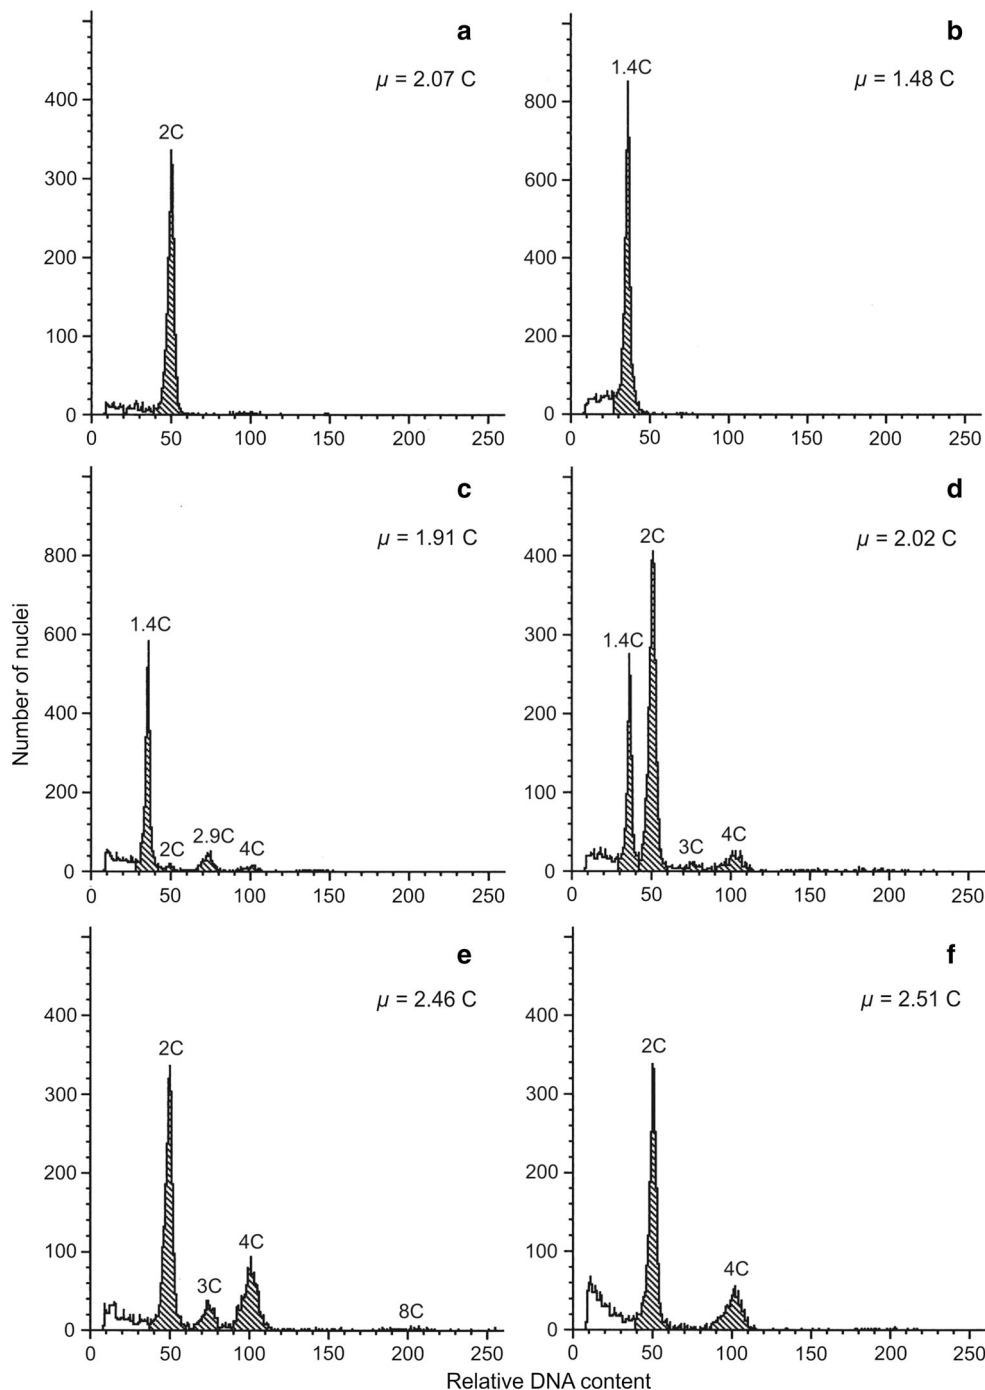 a
b
μ = 2.07 C
μ = 1.48 C
400
300
200
100
0
2C
0 50 100 150 200 250
800
600
400
200
0
1.4C
0 50 100 150 200 250
c
d
μ = 1.91 C
μ = 2.02 C
Number of nuclei
800
600
400
200
0
1.4C
2C
2.9C
4C
0 50 100 150 200 250
400
300
200
100
0
1.4C
2C
3C
4C
0 50 100 150 200 250
e
f
μ = 2.46 C
μ = 2.51 C
400
300
200
100
0
2C
3C
4C
8C
0 50 100 150 200 250
400
300
200
100
0
2C
4C
0 50 100 150 200 250
Relative DNA content